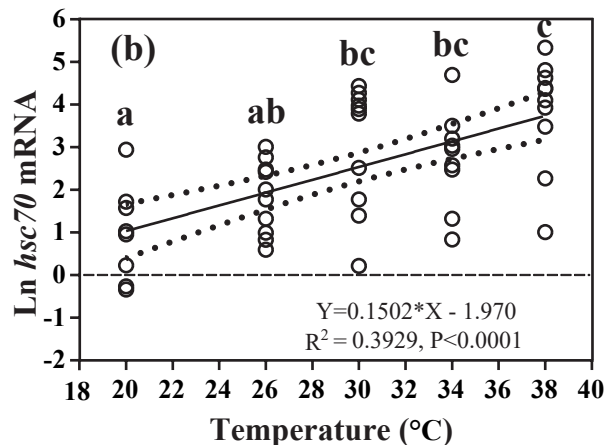 (b)
a
ab
bc
bc
c
Ln hsc70 mRNA
6
5
4
3
2
1
0
-1
-2
Y=0.1502*X - 1.970
R² = 0.3929, P<0.0001
18 20 22 24 26 28 30 32 34 36 38 40
Temperature (°C)